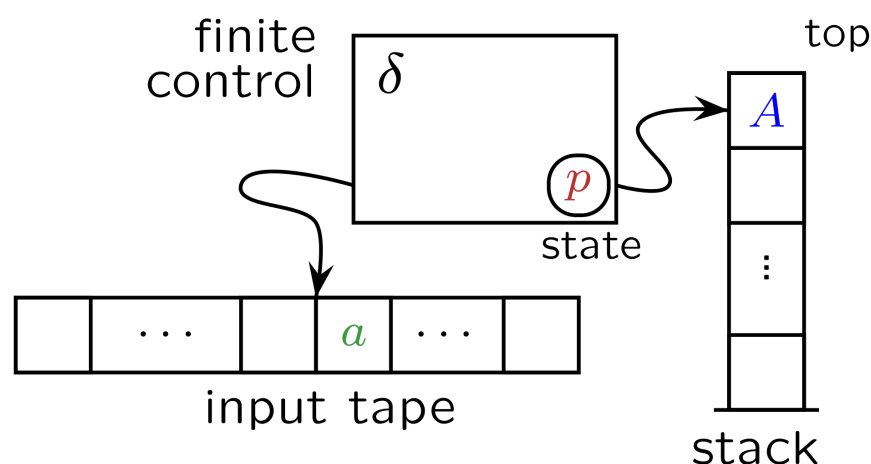 finite
control
δ
top
A
p
state
⋮
··· a ···
input tape
stack